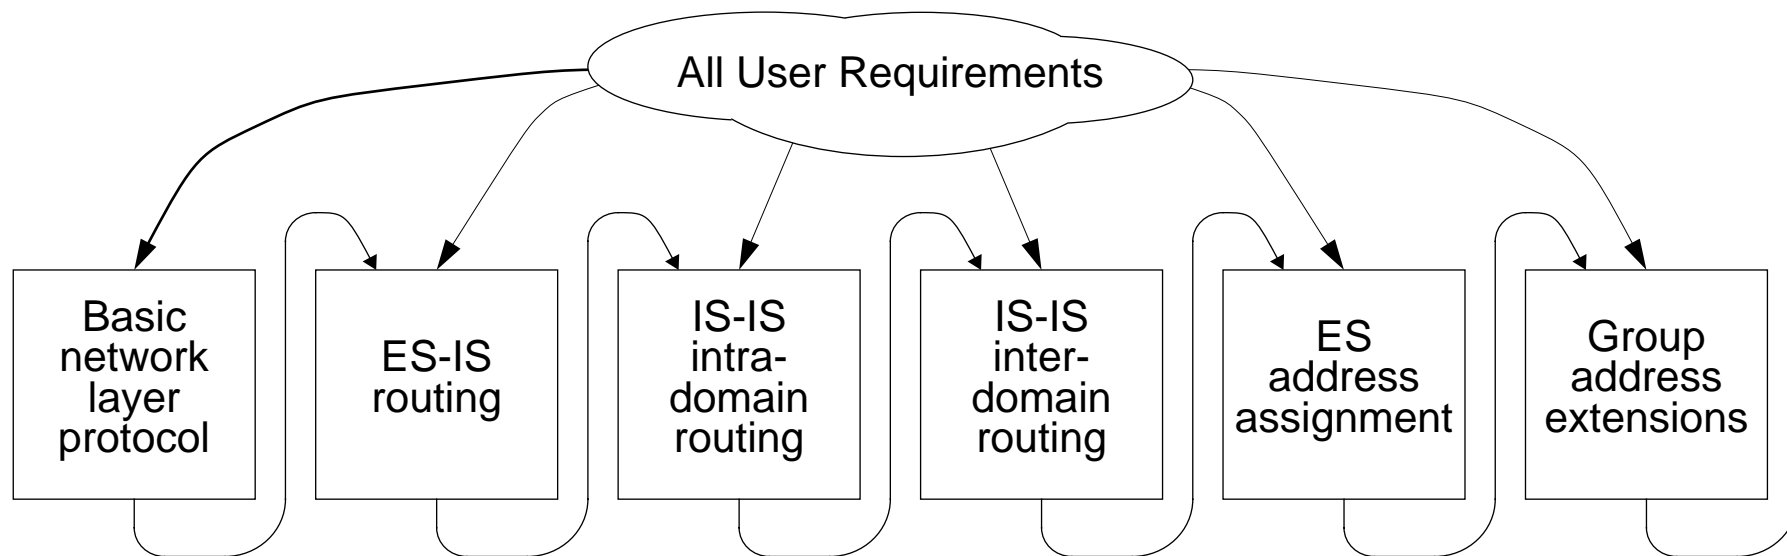 All User Requirements
Basic
network
layer
protocol
ES-IS
routing
IS-IS
intra-
domain
routing
IS-IS
inter-
domain
routing
ES
address
assignment
Group
address
extensions